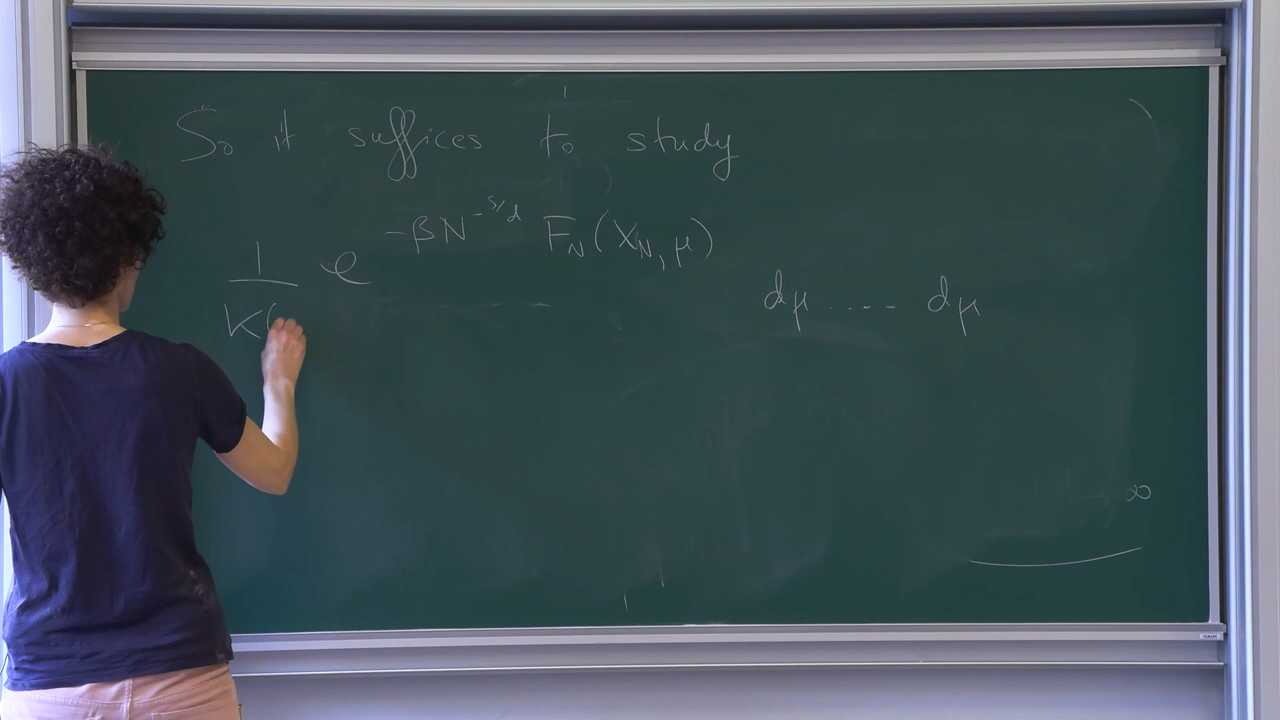 So it suffices to study
1/K( e^{-βN^{-s/d} F_N(X_N, μ)} dμ ..... dμ
∞